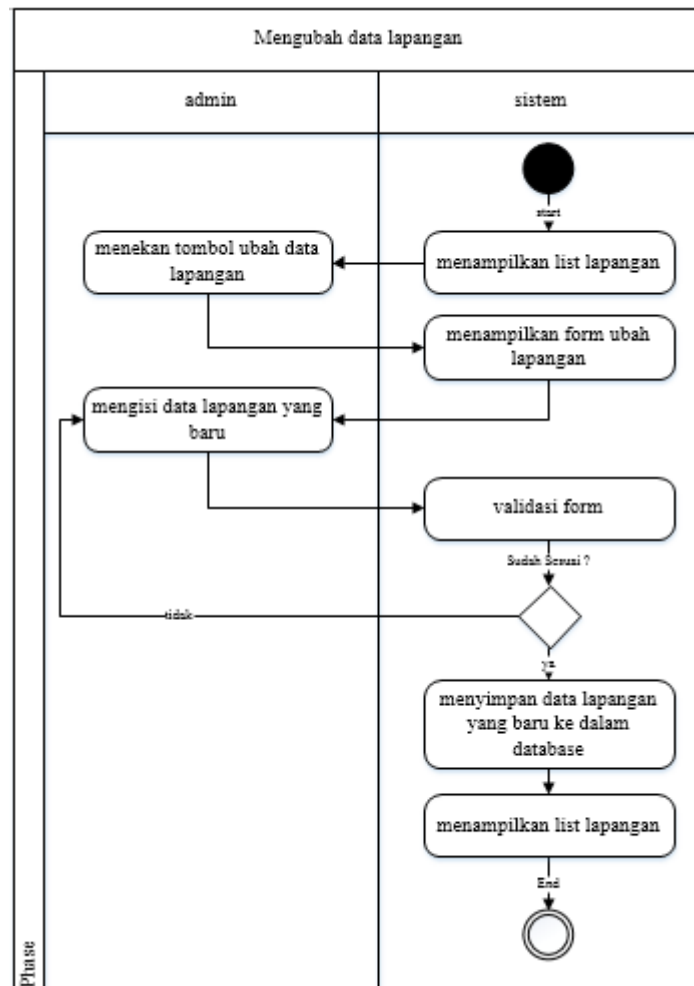 Mengubah data lapangan
admin
sistem
start
menampilkan list lapangan
menekan tombol ubah data
lapangan
menampilkan form ubah
lapangan
mengisi data lapangan yang
baru
validasi form
Sudah Sesuai ?
tidak
ya
menyimpan data lapangan
yang baru ke dalam
database
menampilkan list lapangan
End
Phase